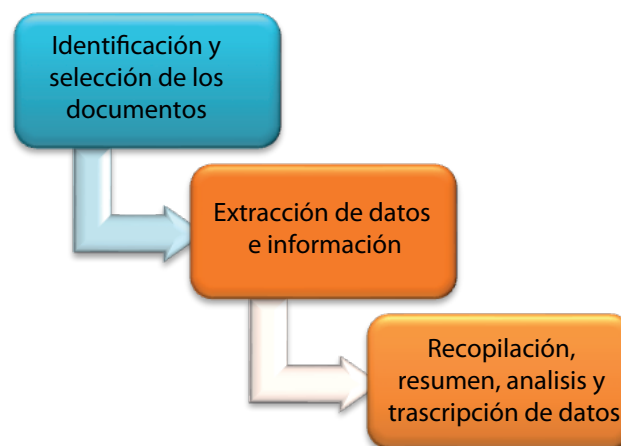 Identificación y
selección de los
documentos
Extracción de datos
e información
Recopilación,
resumen, analisis y
trascripción de datos